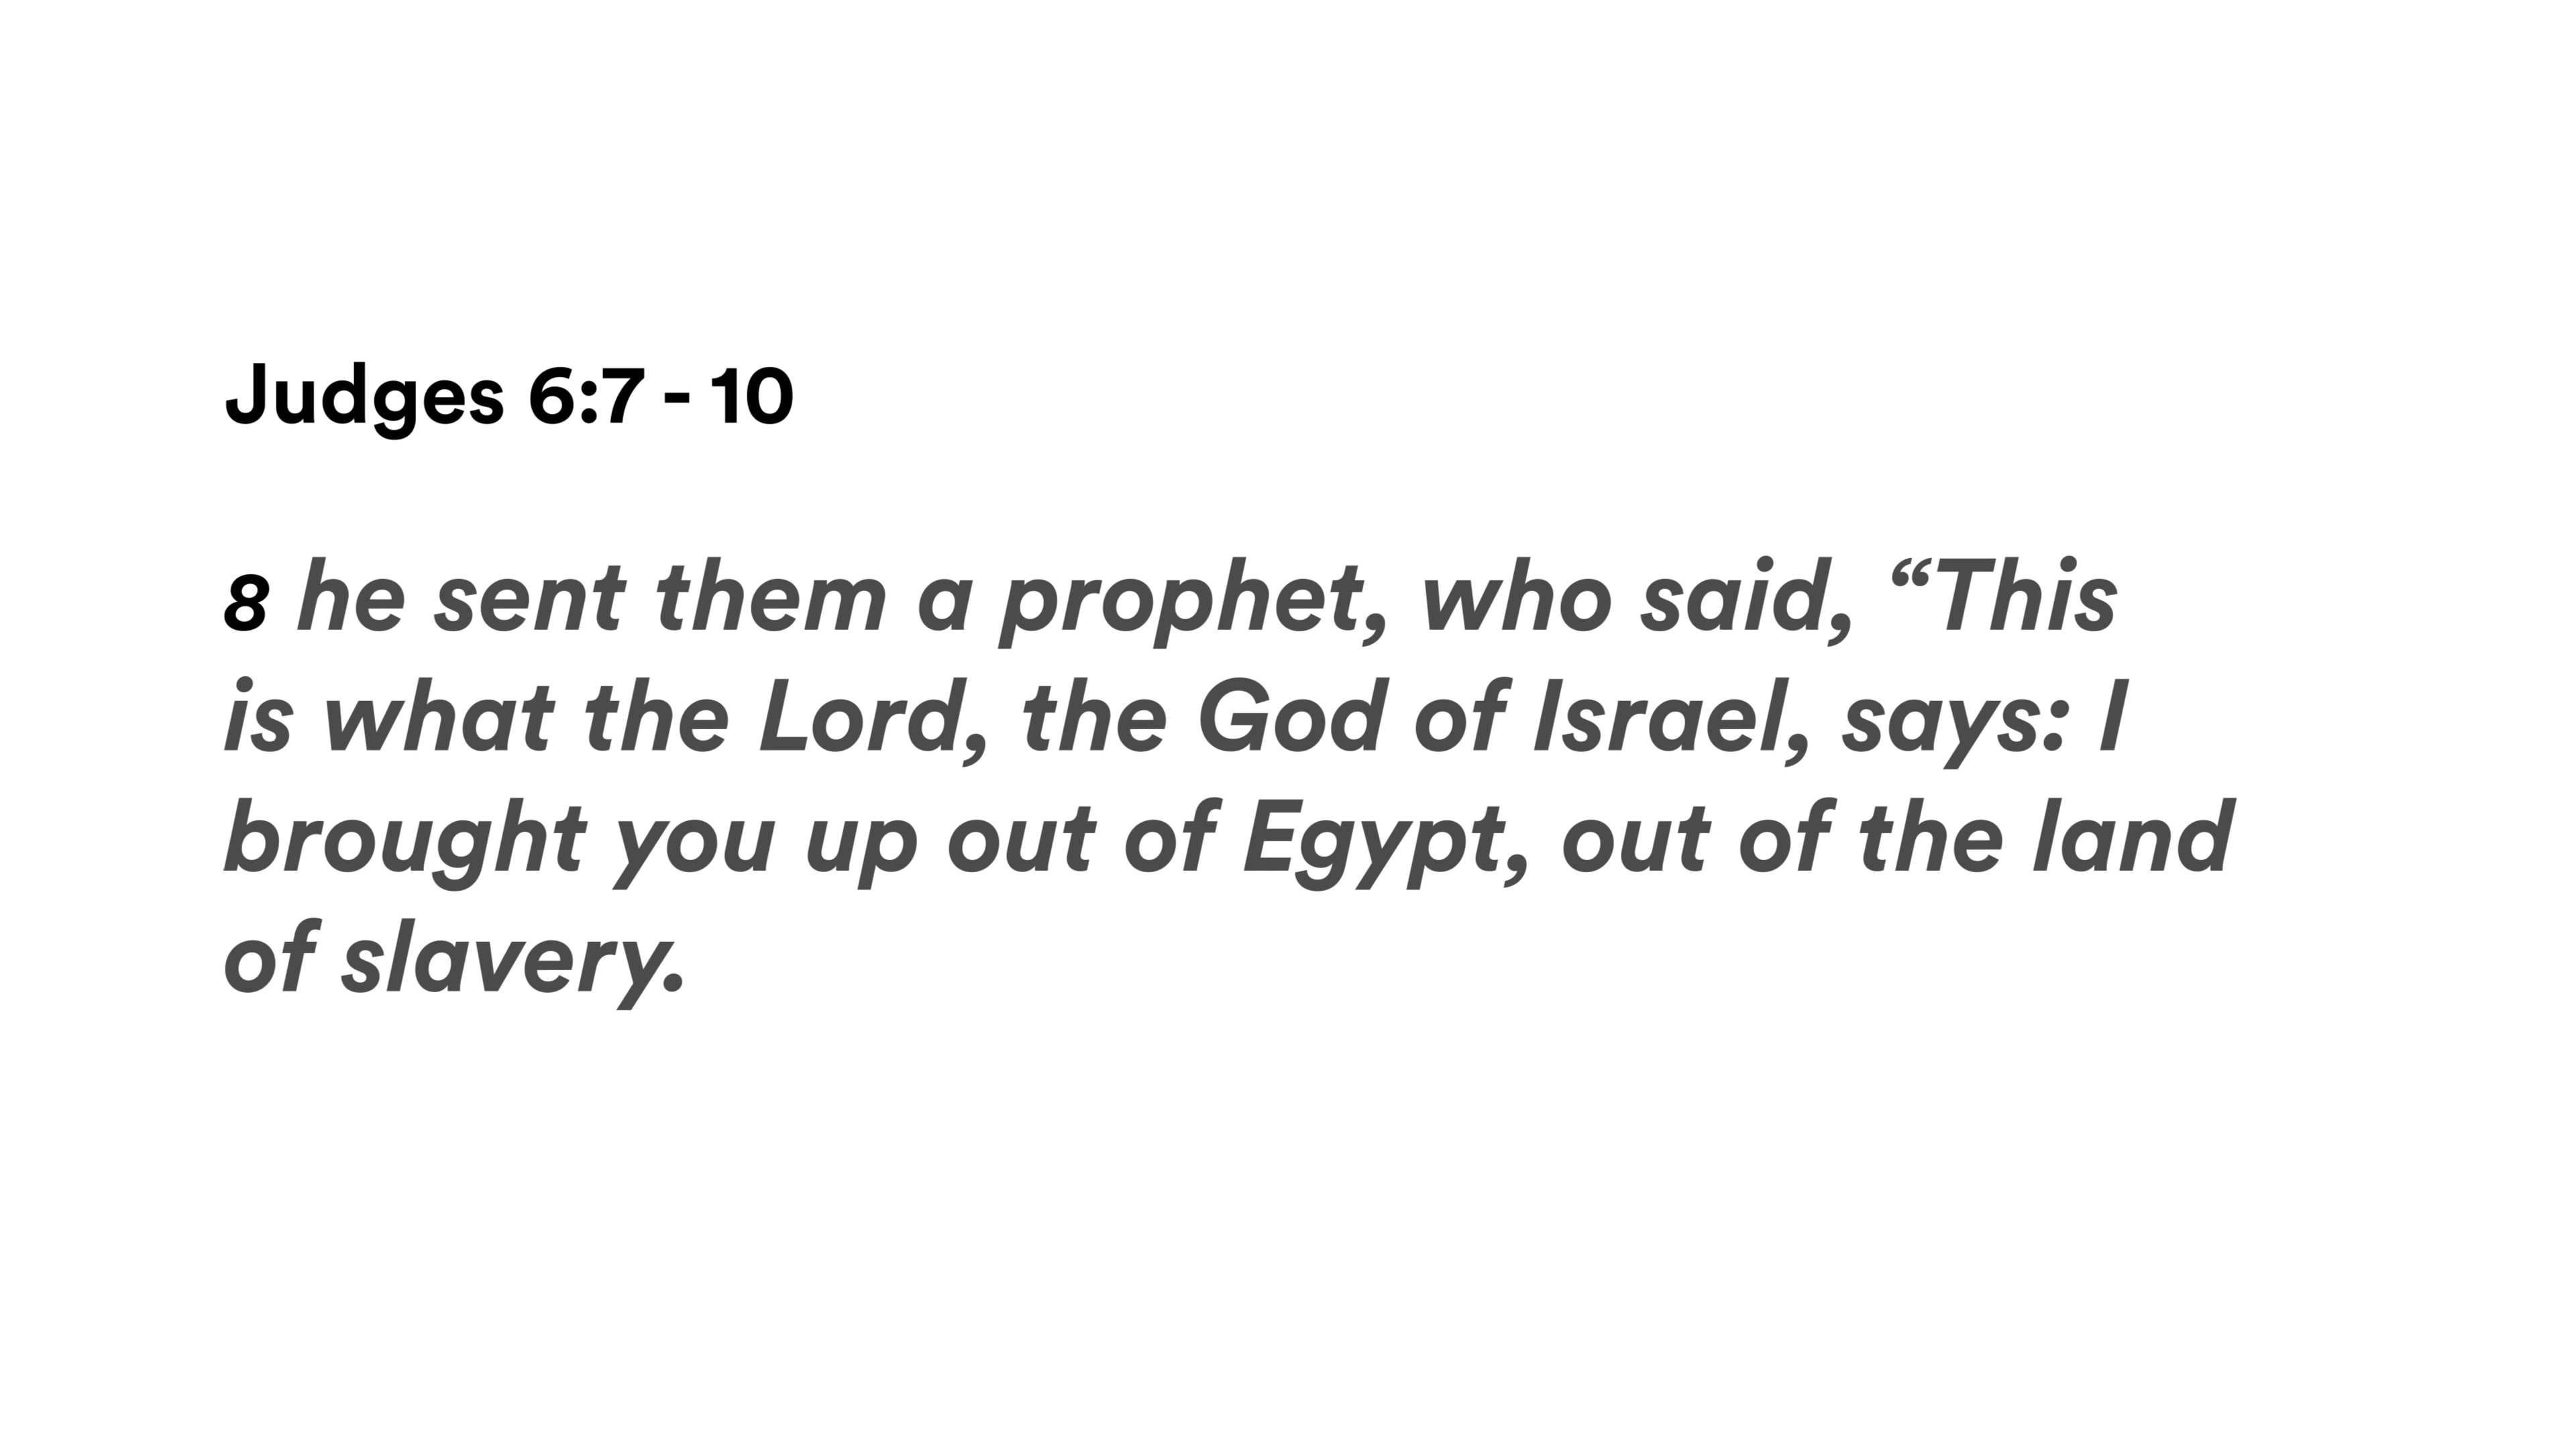 Judges 6:7 - 10
8 he sent them a prophet, who said, “This
is what the Lord, the God of Israel, says: I
brought you up out of Egypt, out of the land
of slavery.